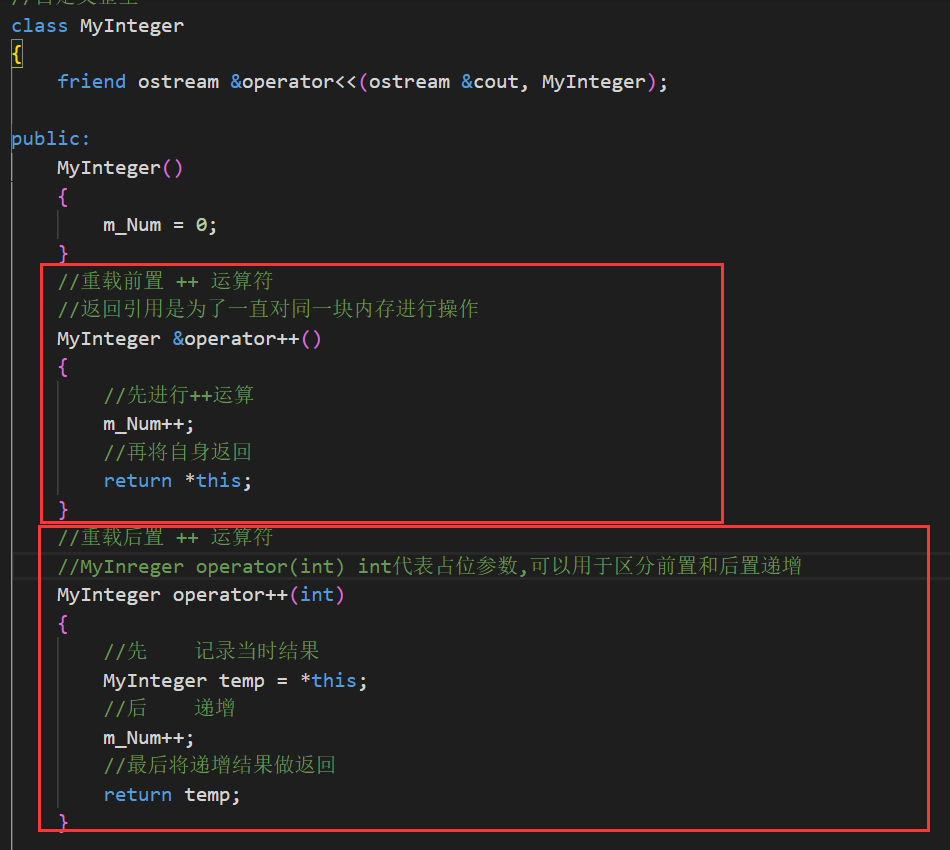 class MyInteger
{
friend ostream &operator<<(ostream &cout, MyInteger);
public:
MyInteger()
{
m_Num = 0;
}
//重载前置 ++ 运算符
//返回引用是为了一直对同一块内存进行操作
MyInteger &operator++()
{
//先进行++运算
m_Num++;
//再将自身返回
return *this;
}
//重载后置 ++ 运算符
//MyInreger operator(int) int代表占位参数,可以用于区分前置和后置递增
MyInteger operator++(int)
{
//先 记录当时结果
MyInteger temp = *this;
//后 递增
m_Num++;
//最后将递增结果做返回
return temp;
}